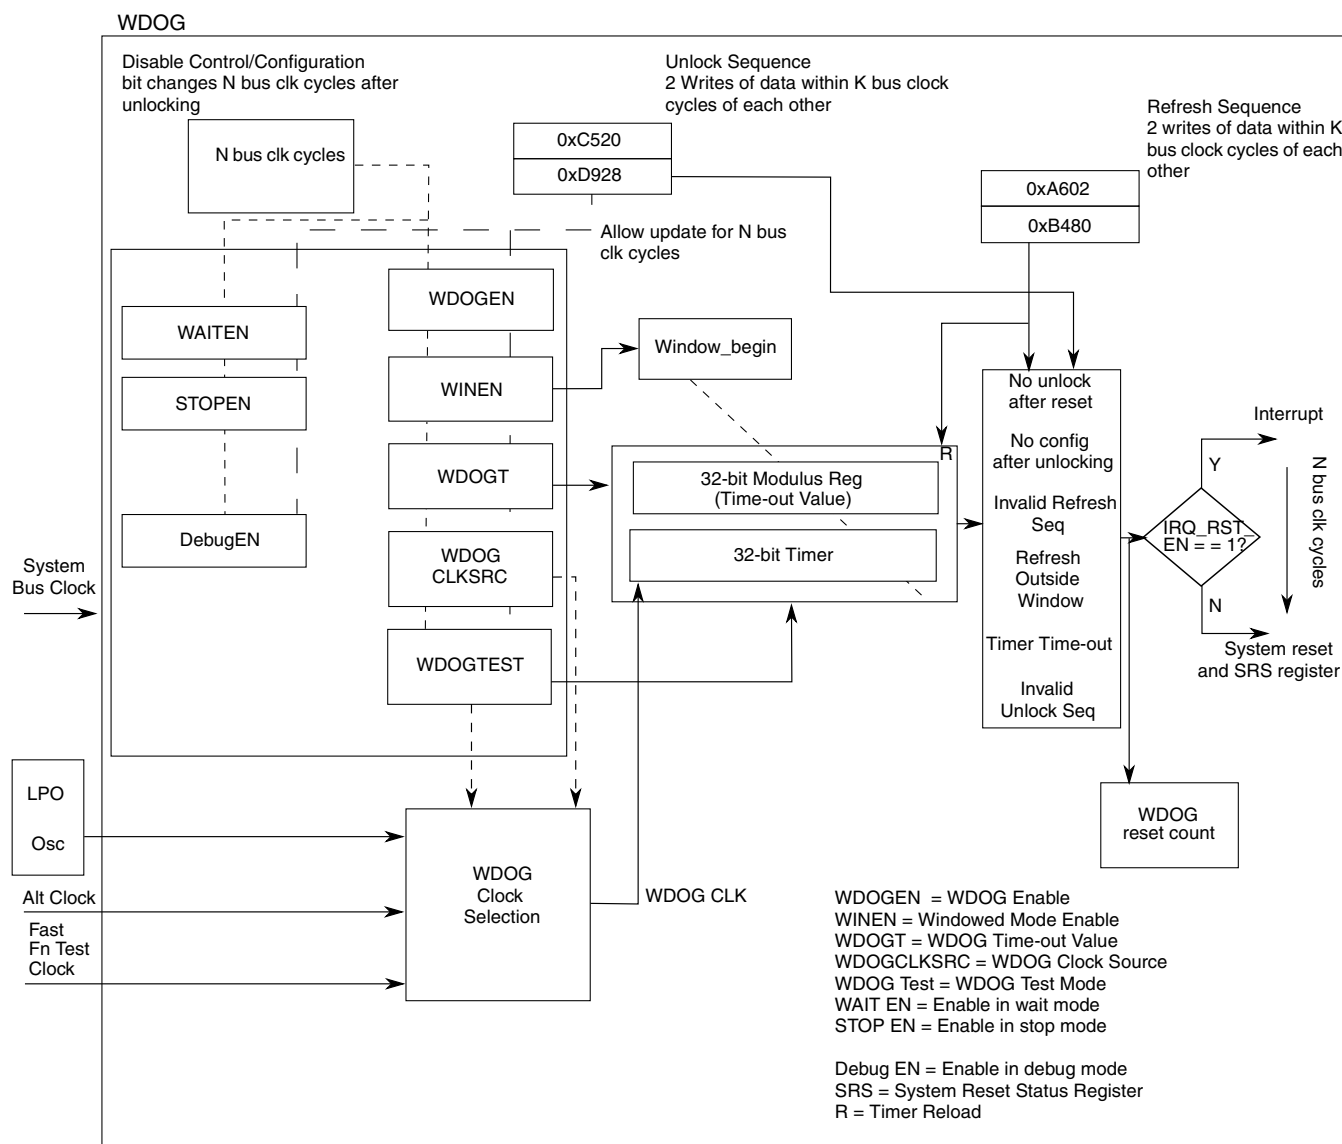 WDOG
Disable Control/Configuration
bit changes N bus clk cycles after
unlocking
N bus clk cycles
Unlock Sequence
2 Writes of data within K bus clock
cycles of each other
0xC520
0xD928
Allow update for N bus
clk cycles
Refresh Sequence
2 writes of data within K
bus clock cycles of each
other
0xA602
0xB480
WAITEN
STOPEN
DebugEN
WDOGEN
WINEN
WDOGT
WDOG
CLKSRC
WDOGTEST
Window_begin
R
32-bit Modulus Reg
(Time-out Value)
32-bit Timer
No unlock
after reset
No config
after unlocking
Invalid Refresh
Seq
Refresh
Outside
Window
Timer Time-out
Invalid
Unlock Seq
Interrupt
Y
IRQ_RST_
EN = = 1?
N
N bus clk cycles
System reset
and SRS register
WDOG
reset count
System
Bus Clock
LPO
Osc
Alt Clock
Fast
Fn Test
Clock
WDOG
Clock
Selection
WDOG CLK
WDOGEN = WDOG Enable
WINEN = Windowed Mode Enable
WDOGT = WDOG Time-out Value
WDOGCLKSRC = WDOG Clock Source
WDOG Test = WDOG Test Mode
WAIT EN = Enable in wait mode
STOP EN = Enable in stop mode
Debug EN = Enable in debug mode
SRS = System Reset Status Register
R = Timer Reload